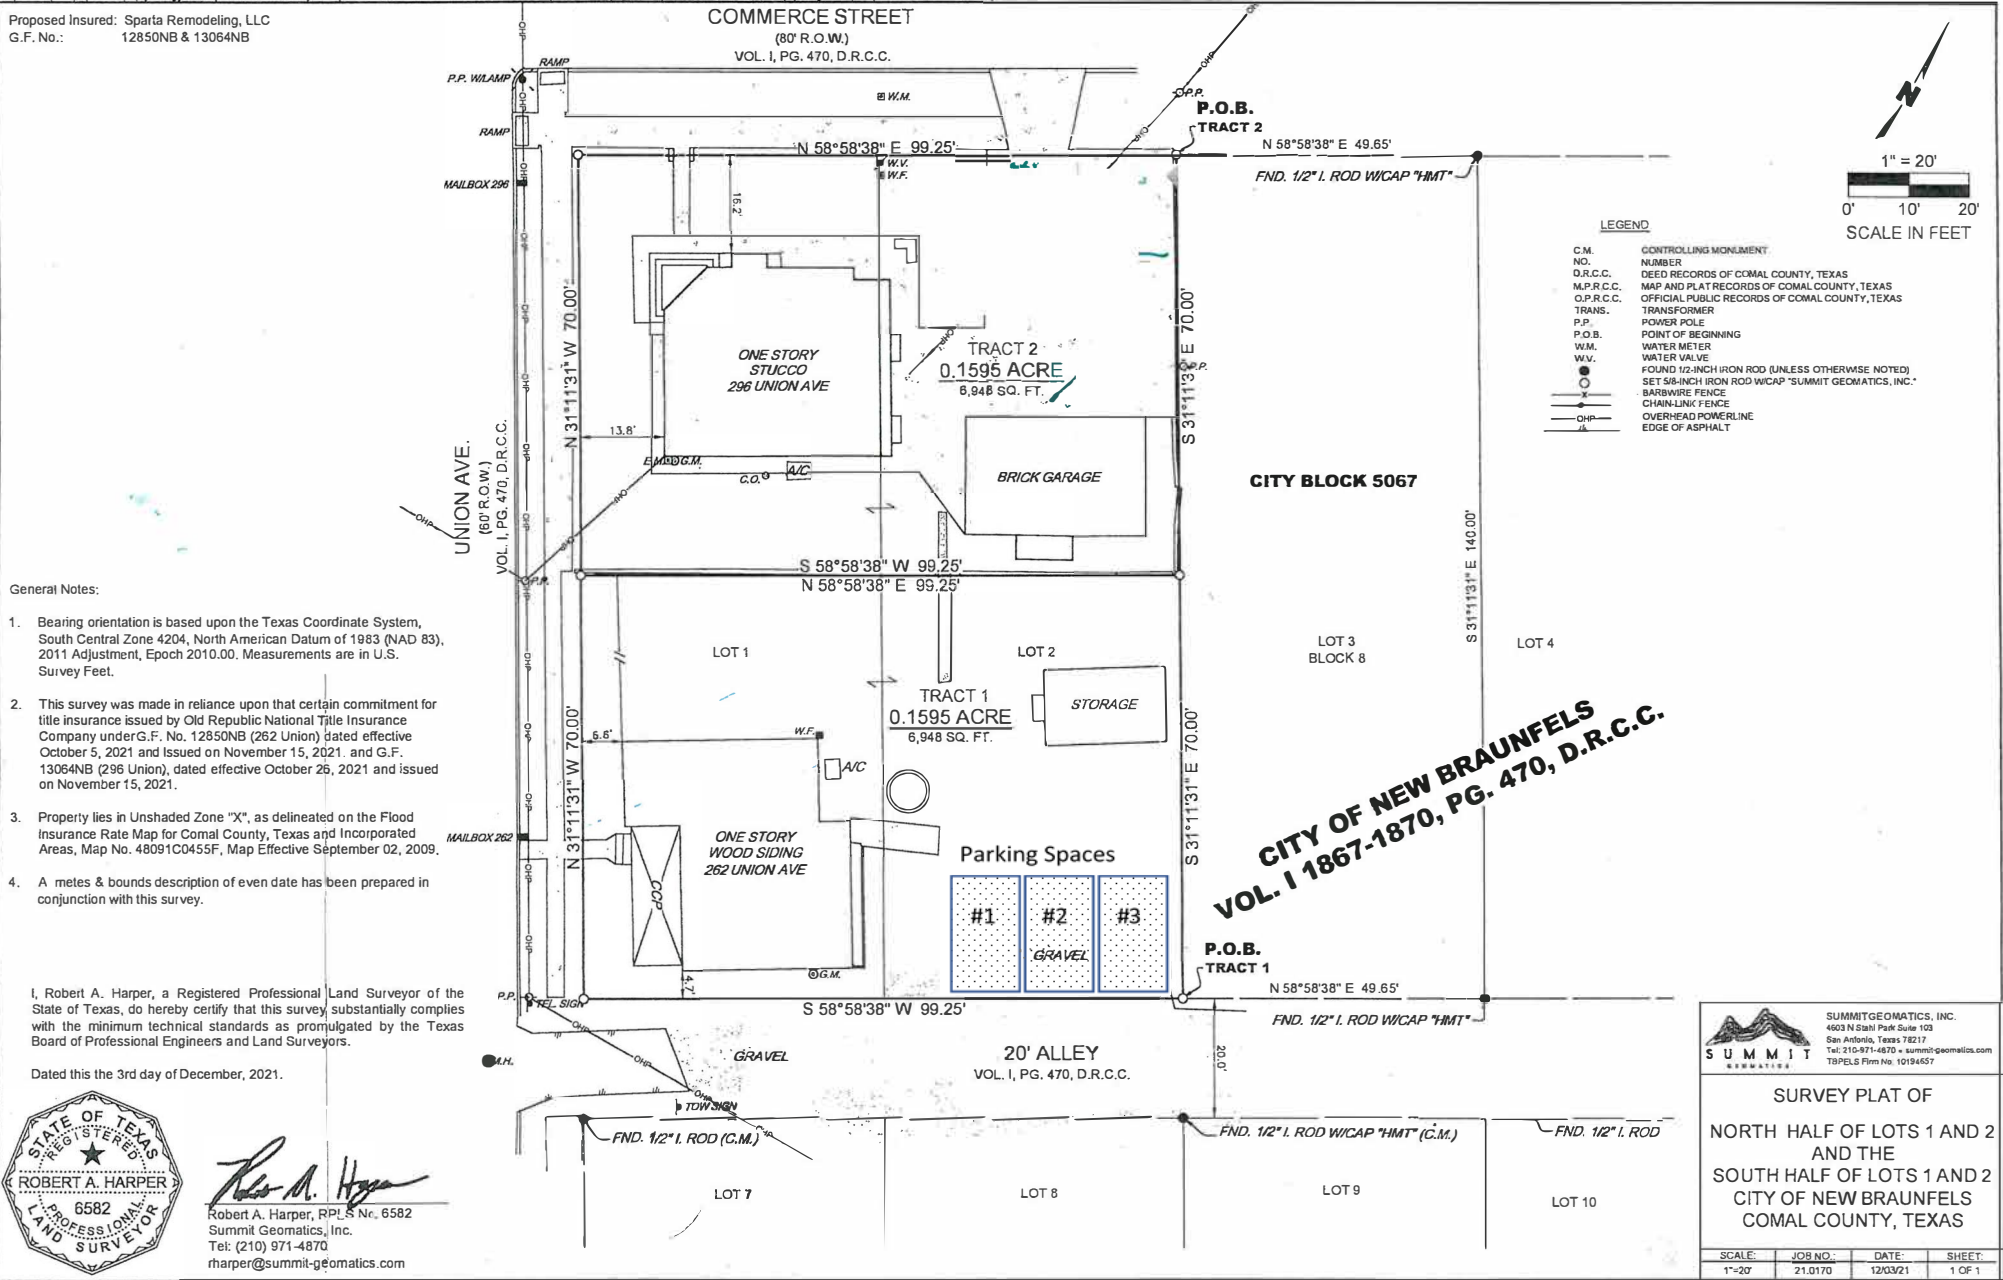 Proposed Insured: Sparta Remodeling, LLC
G.F. No.: 12850NB & 13064NB
COMMERCE STREET
(80' R.O.W.)
VOL. I, PG. 470, D.R.C.C.
OHP
RAMP
P.P. W/LAMP
W.M.
RAMP
P.P.
P.O.B.
TRACT 2
N 58°58'38" E 99.25'
N 58°58'38" E 49.65'
FND. 1/2" I. ROD W/CAP "HMT"
W.V.
W.F.
MAILBOX 296
N
1" = 20'
0' 10' 20'
SCALE IN FEET
LEGEND
C.M. CONTROLLING MONUMENT
NO. NUMBER
D.R.C.C. DEED RECORDS OF COMAL COUNTY, TEXAS
M.P.R.C.C. MAP AND PLAT RECORDS OF COMAL COUNTY, TEXAS
O.P.R.C.C. OFFICIAL PUBLIC RECORDS OF COMAL COUNTY, TEXAS
TRANS. TRANSFORMER
P.P. POWER POLE
P.O.B. POINT OF BEGINNING
W.M. WATER METER
W.V. WATER VALVE
FOUND 1/2-INCH IRON ROD (UNLESS OTHERWISE NOTED)
SET 5/8-INCH IRON ROD W/CAP "SUMMIT GEOMATICS, INC."
BARBWIRE FENCE
CHAIN-LINK FENCE
OHP OVERHEAD POWERLINE
EDGE OF ASPHALT
16.2'
N 31°11'31" W 70.00'
S 31°11'31" E 70.00'
ONE STORY
STUCCO
296 UNION AVE
TRACT 2
0.1595 ACRE
6,948 SQ. FT.
P.P.
13.8'
E.M. G.M.
C.O.
A/C
BRICK GARAGE
CITY BLOCK 5067
UNION AVE.
(60' R.O.W.)
VOL. I, PG. 470, D.R.C.C.
OHP
P.P.
S 58°58'38" W 99.25'
N 58°58'38" E 99.25'
S 31°11'31" E 140.00'
General Notes:
1. Bearing orientation is based upon the Texas Coordinate System,
South Central Zone 4204, North American Datum of 1983 (NAD 83),
2011 Adjustment, Epoch 2010.00. Measurements are in U.S.
Survey Feet.
2. This survey was made in reliance upon that certain commitment for
title insurance issued by Old Republic National Title Insurance
Company underG.F. No. 12850NB (262 Union) dated effective
October 5, 2021 and Issued on November 15, 2021. and G.F.
13064NB (296 Union), dated effective October 26, 2021 and issued
on November 15, 2021.
3. Property lies in Unshaded Zone "X", as delineated on the Flood
Insurance Rate Map for Comal County, Texas and Incorporated
Areas, Map No. 48091C0455F, Map Effective September 02, 2009.
4. A metes & bounds description of even date has been prepared in
conjunction with this survey.
LOT 1
LOT 2
LOT 3
BLOCK 8
LOT 4
TRACT 1
0.1595 ACRE
6,948 SQ. FT.
STORAGE
N 31°11'31" W 70.00'
S 31°11'31" E 70.00'
6.6'
W.F.
A/C
MAILBOX 262
ONE STORY
WOOD SIDING
262 UNION AVE
CCP
Parking Spaces
#1 #2 #3
GRAVEL
CITY OF NEW BRAUNFELS
VOL. I 1867-1870, PG. 470, D.R.C.C.
G.M.
4.7'
P.O.B.
TRACT 1
P.P.
TEL. SIGN
S 58°58'38" W 99.25'
N 58°58'38" E 49.65'
FND. 1/2" I. ROD W/CAP "HMT"
M.H.
GRAVEL
20' ALLEY
VOL. I, PG. 470, D.R.C.C.
20.0'
TOW SIGN
FND. 1/2" I. ROD (C.M.)
FND. 1/2" I. ROD W/CAP "HMT" (C.M.)
FND. 1/2" I. ROD
LOT 7
LOT 8
LOT 9
LOT 10
I, Robert A. Harper, a Registered Professional Land Surveyor of the
State of Texas, do hereby certify that this survey substantially complies
with the minimum technical standards as promulgated by the Texas
Board of Professional Engineers and Land Surveyors.
Dated this the 3rd day of December, 2021.
STATE OF TEXAS
REGISTERED
ROBERT A. HARPER
6582
PROFESSIONAL
LAND SURVEYOR
Robert A. Harper, RPLS No. 6582
Summit Geomatics, Inc.
Tel: (210) 971-4870
rharper@summit-geomatics.com
SUMMIT
GEOMATICS
SUMMITGEOMATICS, INC.
4603 N Stahl Park Suite 103
San Antonio, Texas 78217
Tel: 210-971-4870 • summit-geomatics.com
TBPELS Firm No. 10194657
SURVEY PLAT OF
NORTH HALF OF LOTS 1 AND 2
AND THE
SOUTH HALF OF LOTS 1 AND 2
CITY OF NEW BRAUNFELS
COMAL COUNTY, TEXAS
SCALE: JOB NO.: DATE: SHEET:
1"=20' 21.0170 12/03/21 1 OF 1